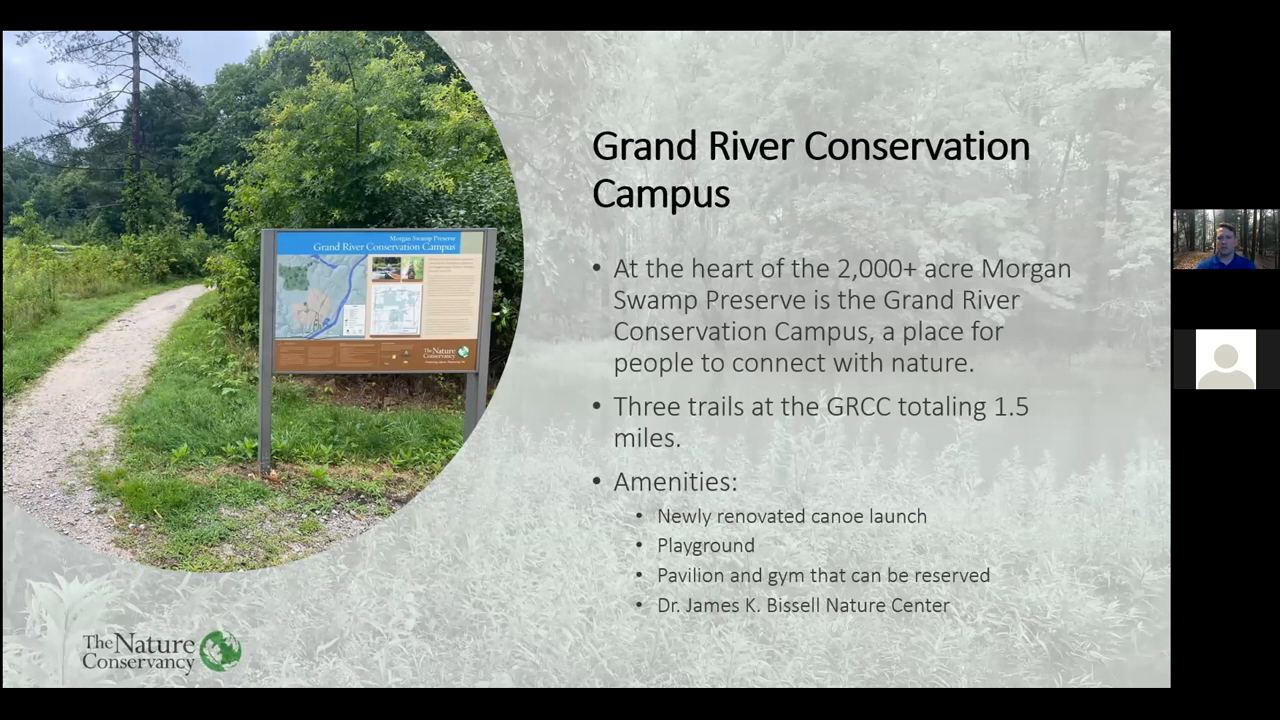 Morgan Swamp Preserve
Grand River Conservation Campus
The Nature
Conservancy
Grand River Conservation
Campus
• At the heart of the 2,000+ acre Morgan
Swamp Preserve is the Grand River
Conservation Campus, a place for
people to connect with nature.
• Three trails at the GRCC totaling 1.5
miles.
• Amenities:
• Newly renovated canoe launch
• Playground
• Pavilion and gym that can be reserved
• Dr. James K. Bissell Nature Center
The Nature
Conservancy